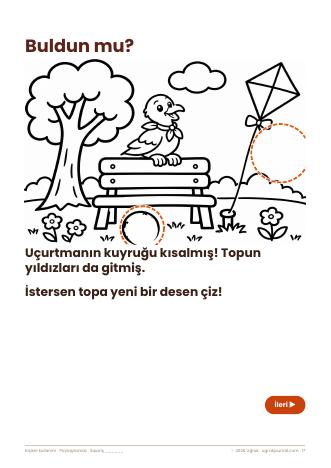 Buldun mu?
Uçurtmanın kuyruğu kısalmış! Topun
yıldızları da gitmiş.
İstersen topa yeni bir desen çiz!
İleri ▶